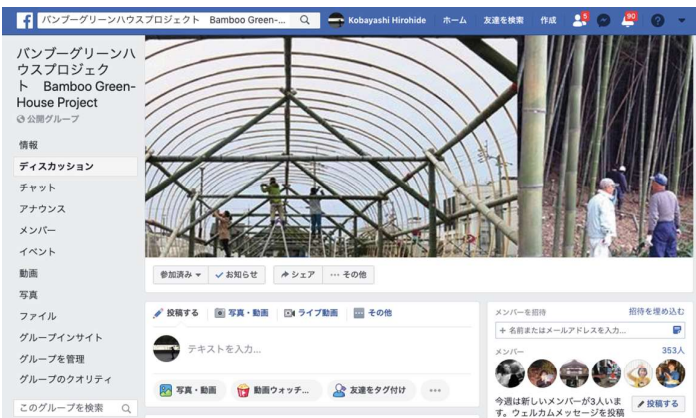 バンブーグリーンハウスプロジェクト Bamboo Green-...
Kobayashi Hirohide
ホーム
友達を検索
作成
5
90
バンブーグリーンハ
ウスプロジェク
ト Bamboo Green-
House Project
公開グループ
情報
ディスカッション
チャット
アナウンス
メンバー
イベント
動画
写真
ファイル
グループインサイト
グループを管理
グループのクオリティ
このグループを検索
参加済み
お知らせ
シェア
その他
投稿する
写真・動画
ライブ動画
その他
テキストを入力...
写真・動画
動画ウォッチ...
友達をタグ付け
メンバーを招待
招待を埋め込む
+ 名前またはメールアドレスを入力...
メンバー
353人
今週は新しいメンバーが3人いま
す。ウェルカムメッセージを投稿
投稿する